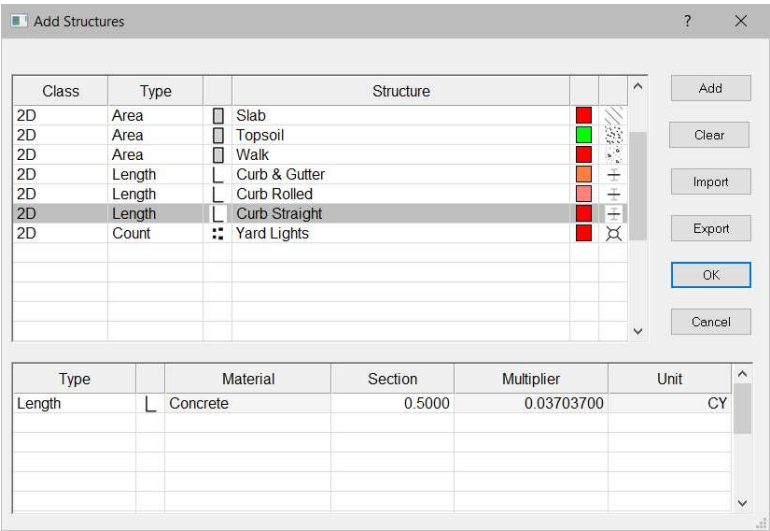 Add Structures ?
Class Type Structure
2D Area Slab
2D Area Topsoil
2D Area Walk
2D Length Curb & Gutter
2D Length Curb Rolled
2D Length Curb Straight
2D Count Yard Lights
Add
Clear
Import
Export
OK
Cancel
Type Material Section Multiplier Unit
Length Concrete 0.5000 0.03703700 CY